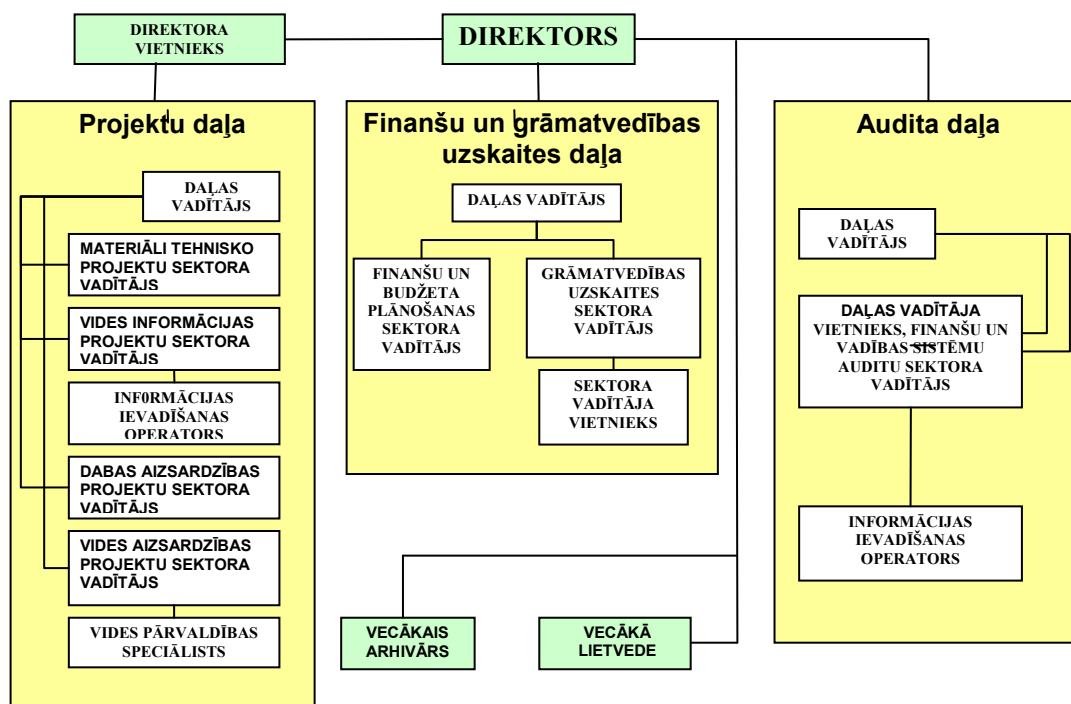 DIREKTORA
VIETNIEKS
DIREKTORS
Projektu daļa
DAĻAS
VADĪTĀJS
MATERIĀLI TEHNISKO
PROJEKTU SEKTORA
VADĪTĀJS
VIDES INFORMĀCIJAS
PROJEKTU SEKTORA
VADĪTĀJS
INF0RMĀCIJAS
IEVADĪŠANAS
OPERATORS
DABAS AIZSARDZĪBAS
PROJEKTU SEKTORA
VADĪTĀJS
VIDES AIZSARDZĪBAS
PROJEKTU SEKTORA
VADĪTĀJS
VIDES PĀRVALDĪBAS
SPECIĀLISTS
Finanšu un grāmatvedības
uzskaites daļa
DAĻAS VADĪTĀJS
FINANŠU UN
BUDŽETA
PLĀNOŠANAS
SEKTORA
VADĪTĀJS
GRĀMATVEDĪBAS
UZSKAITES
SEKTORA
VADĪTĀJS
SEKTORA
VADĪTĀJA
VIETNIEKS
Audita daļa
DAĻAS
VADĪTĀJS
DAĻAS VADĪTĀJA
VIETNIEKS, FINANŠU UN
VADĪBAS SISTĒMU
AUDITU SEKTORA
VADĪTĀJS
INFORMĀCIJAS
IEVADĪŠANAS
OPERATORS
VECĀKAIS
ARHIVĀRS
VECĀKĀ
LIETVEDE